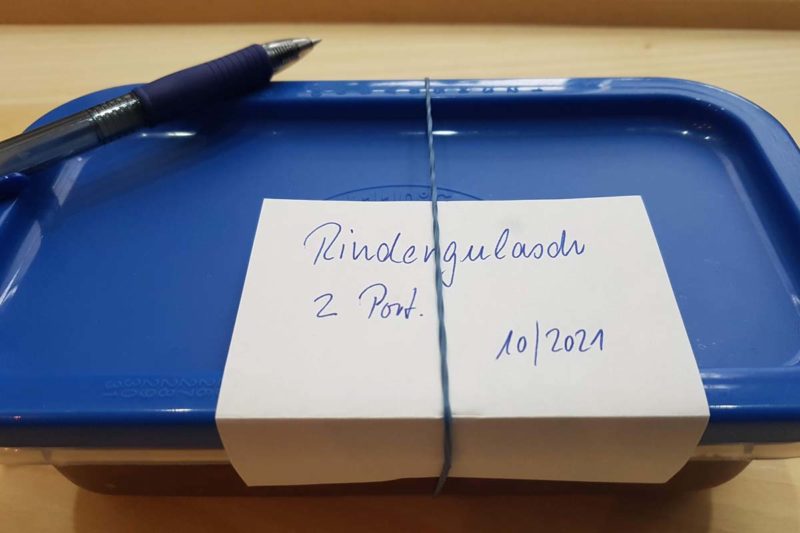 Rindergulasch
2 Port.
10/2021